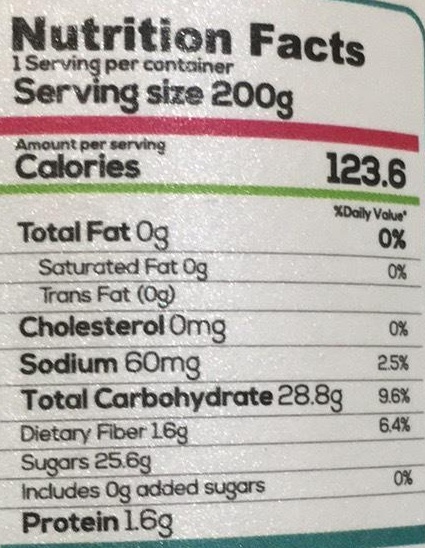 Nutrition Facts
1 Serving per container
Serving size 200g
Amount per serving
Calories 123.6
%Daily Value*
Total Fat 0g 0%
Saturated Fat 0g 0%
Trans Fat (0g)
Cholesterol 0mg 0%
Sodium 60mg 2.5%
Total Carbohydrate 28.8g 9.6%
Dietary Fiber 1.6g 6.4%
Sugars 25.6g
Includes 0g added sugars 0%
Protein 1.6g